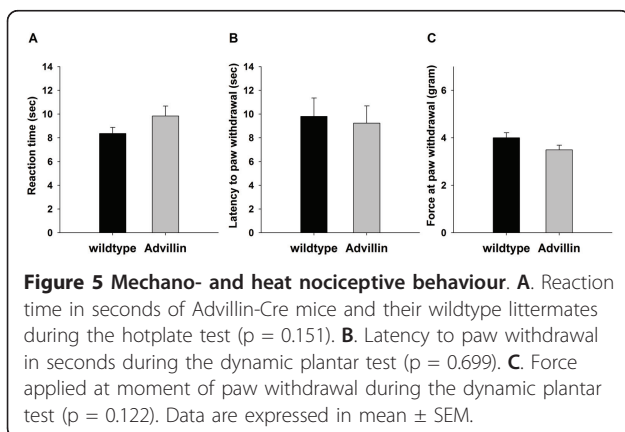 A B C
14 14
12 12
10 10
8 8
6 6 6
4 4 4
2 2 2
0 0 0
Reaction time (sec)
Latency to paw withdrawal (sec)
Force at paw withdrawal (gram)
wildtype Advillin wildtype Advillin wildtype Advillin
Figure 5 Mechano- and heat nociceptive behaviour. A. Reaction
time in seconds of Advillin-Cre mice and their wildtype littermates
during the hotplate test (p = 0.151). B. Latency to paw withdrawal
in seconds during the dynamic plantar test (p = 0.699). C. Force
applied at moment of paw withdrawal during the dynamic plantar
test (p = 0.122). Data are expressed in mean ± SEM.